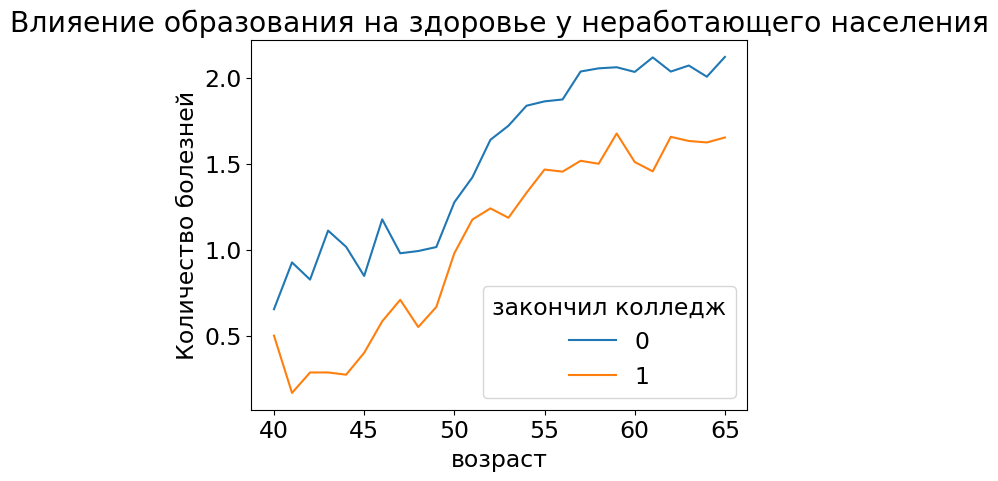 Влияение образования на здоровье у неработающего населения
Количество болезней
2.0
1.5
1.0
0.5
закончил колледж
0
1
40 45 50 55 60 65
возраст